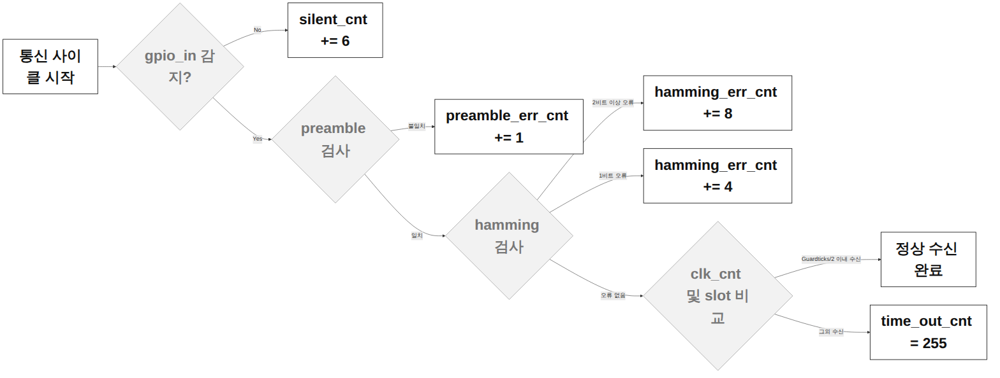 통신 사이
클 시작
gpio_in 감
지?
No
silent_cnt
+= 6
Yes
preamble
검사
불일치
preamble_err_cnt
+= 1
일치
hamming
검사
2비트 이상 오류
hamming_err_cnt
+= 8
1비트 오류
hamming_err_cnt
+= 4
오류 없음
clk_cnt
및 slot 비
교
Guardticks/2 이내 수신
정상 수신
완료
그외 수신
time_out_cnt
= 255